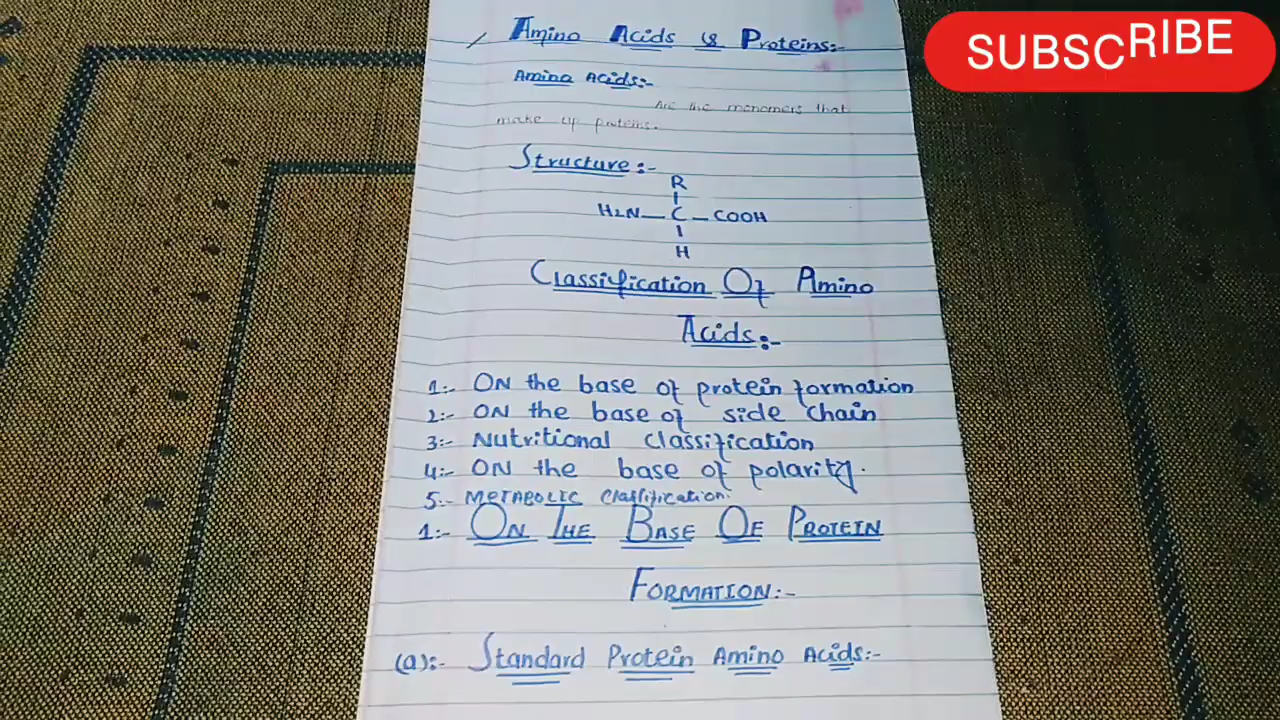 Amino Acids & Proteins:-
Amino Acids:-
Are the monomers that
make up proteins.
Structure:-
R
H2N—C—COOH
H
Classification Of Amino
Acids:-
1:- ON the base of protein formation
2:- ON the base of side chain
3:- Nutritional classification
4:- ON the base of polarity.
5:- METABOLIC classification.
1:- ON THE BASE OF PROTEIN
FORMATION:-
(a):- Standard Protein Amino Acids:-
SUBSCRIBE